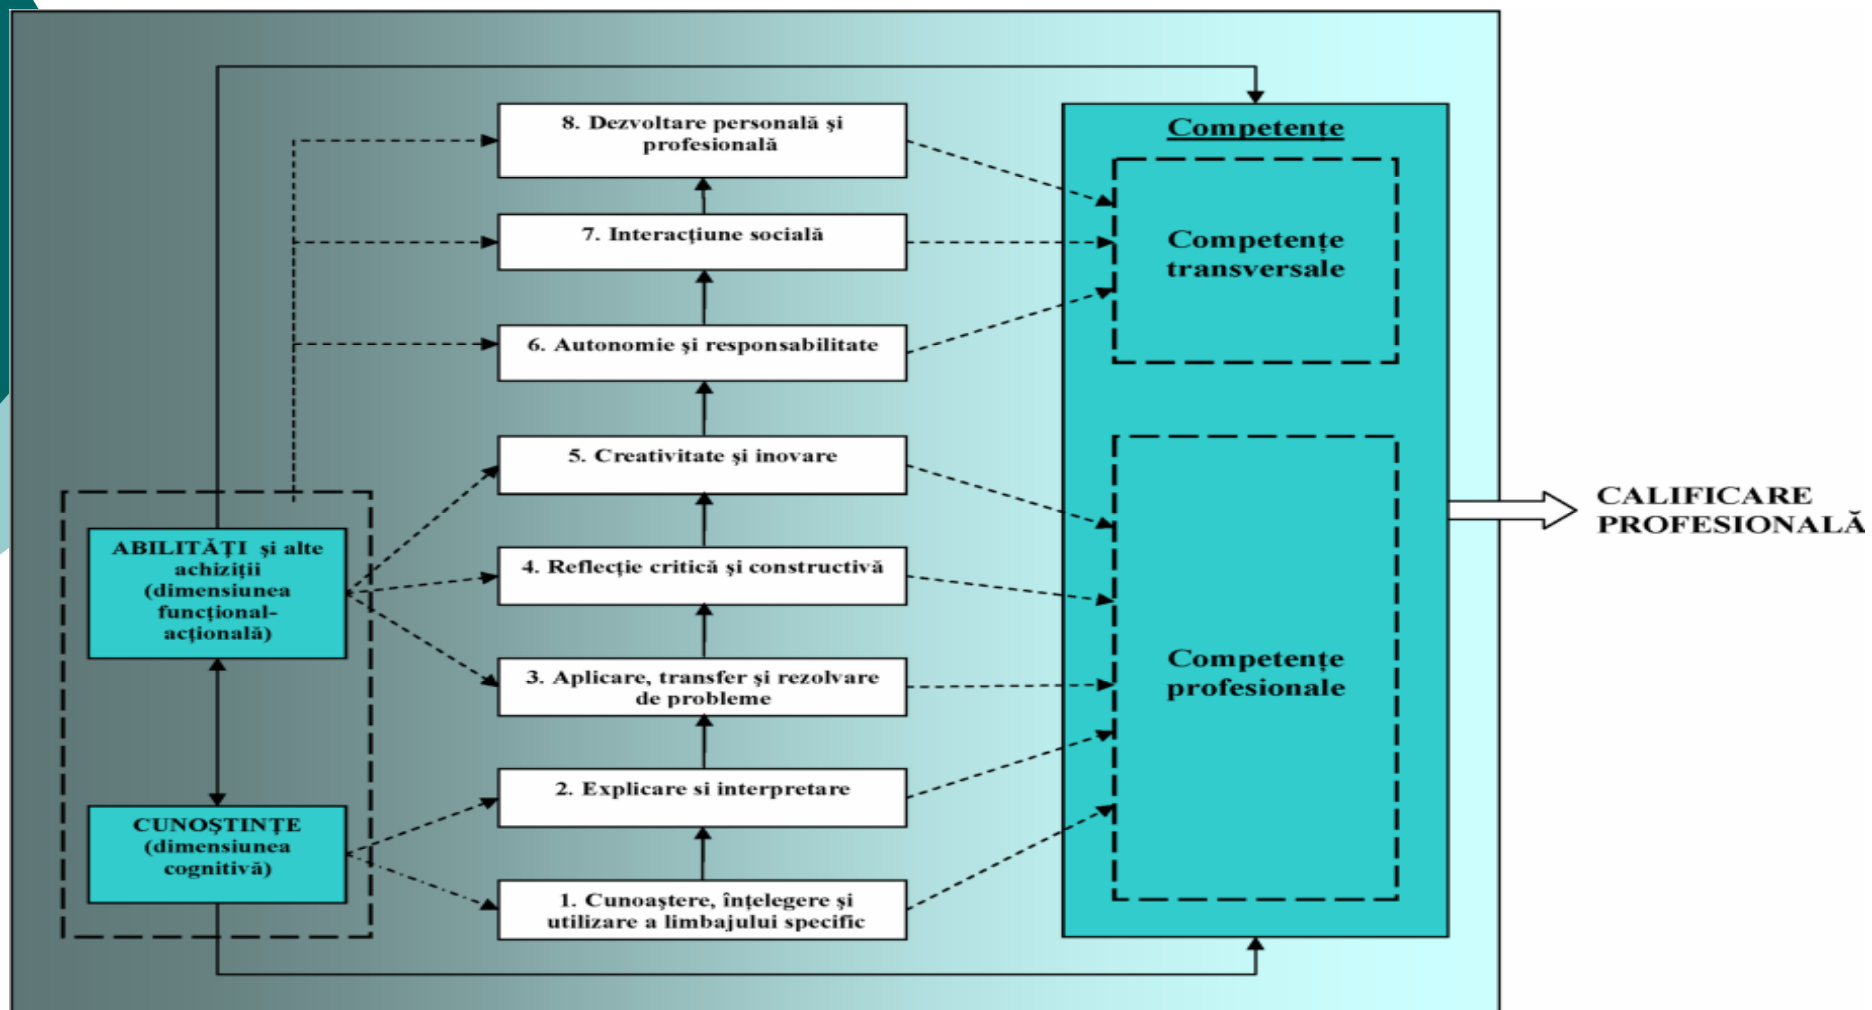 8. Dezvoltare personală şi
profesională
7. Interacţiune socială
6. Autonomie şi responsabilitate
5. Creativitate şi inovare
4. Reflecţie critică şi constructivă
3. Aplicare, transfer şi rezolvare
de probleme
2. Explicare si interpretare
1. Cunoaştere, înţelegere şi
utilizare a limbajului specific
ABILITĂŢI şi alte
achiziţii
(dimensiunea
funcţional-
acţională)
CUNOŞTINŢE
(dimensiunea
cognitivă)
Competenţe
Competenţe
transversale
Competenţe
profesionale
CALIFICARE
PROFESIONALĂ